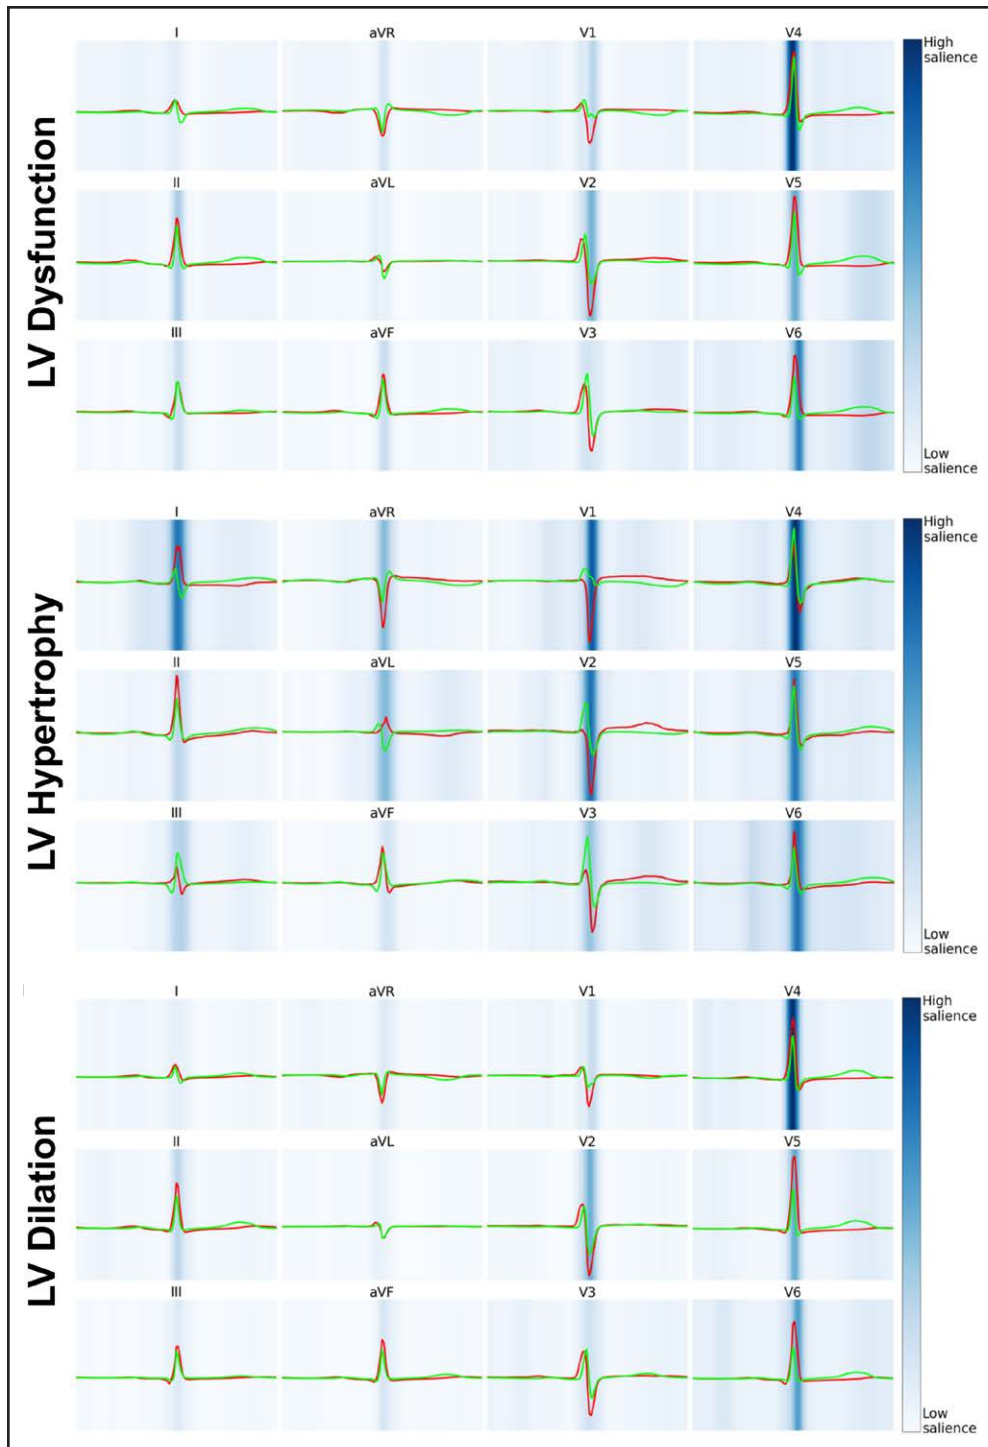 LV Dysfunction
I
aVR
V1
V4
High
salience
II
aVL
V2
V5
III
aVF
V3
V6
Low
salience
LV Hypertrophy
I
aVR
V1
V4
High
salience
II
aVL
V2
V5
III
aVF
V3
V6
Low
salience
LV Dilation
I
aVR
V1
V4
High
salience
II
aVL
V2
V5
III
aVF
V3
V6
Low
salience